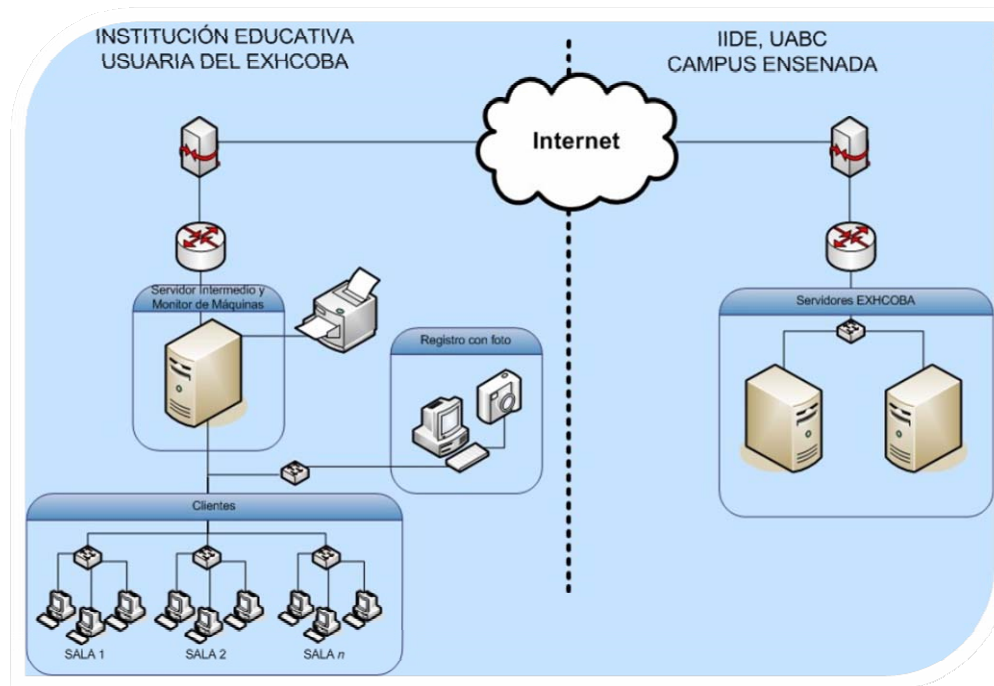 INSTITUCIÓN EDUCATIVA
USUARIA DEL EXHCOBA
IIDE, UABC
CAMPUS ENSENADA
Internet
Servidor Intermedio y
Monitor de Máquinas
Registro con foto
Servidores EXHCOBA
Clientes
SALA 1
SALA 2
SALA n